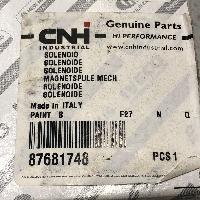 CNH
INDUSTRIAL
Genuine Parts
HI PERFORMANCE
www.cnhindustrial.com
SOLENOID
SOLENOIDE
SOLENOIDE
MAGNETSPULE MECH
SOLENOIDE
Made in ITALY
PAINT B F27 N Q
87681748 PCS 1